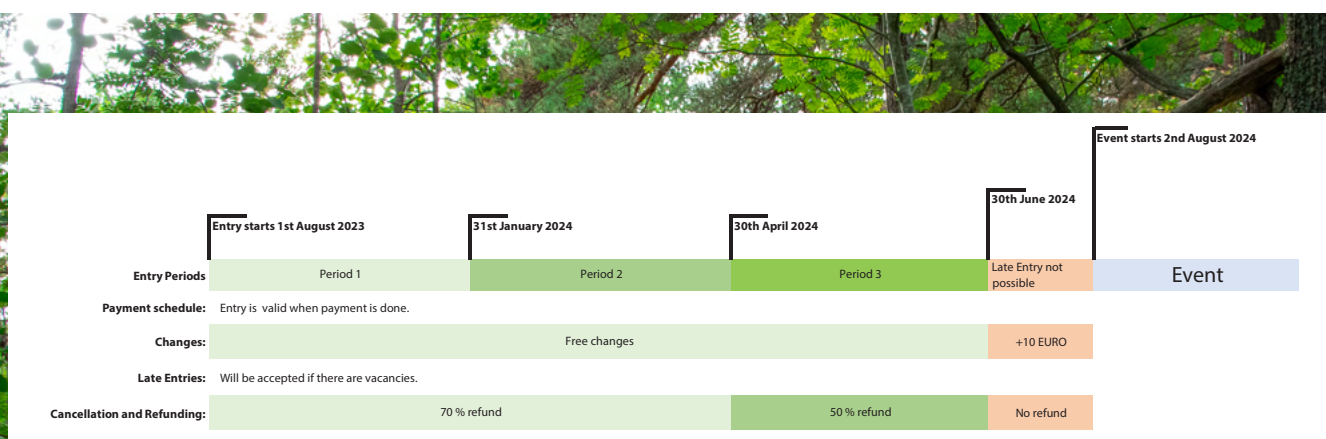 Event starts 2nd August 2024
30th June 2024
Entry starts 1st August 2023
31st January 2024
30th April 2024
Entry Periods
Period 1
Period 2
Period 3
Late Entry not
possible
Event
Payment schedule:
Entry is valid when payment is done.
Changes:
Free changes
+10 EURO
Late Entries:
Will be accepted if there are vacancies.
Cancellation and Refunding:
70 % refund
50 % refund
No refund